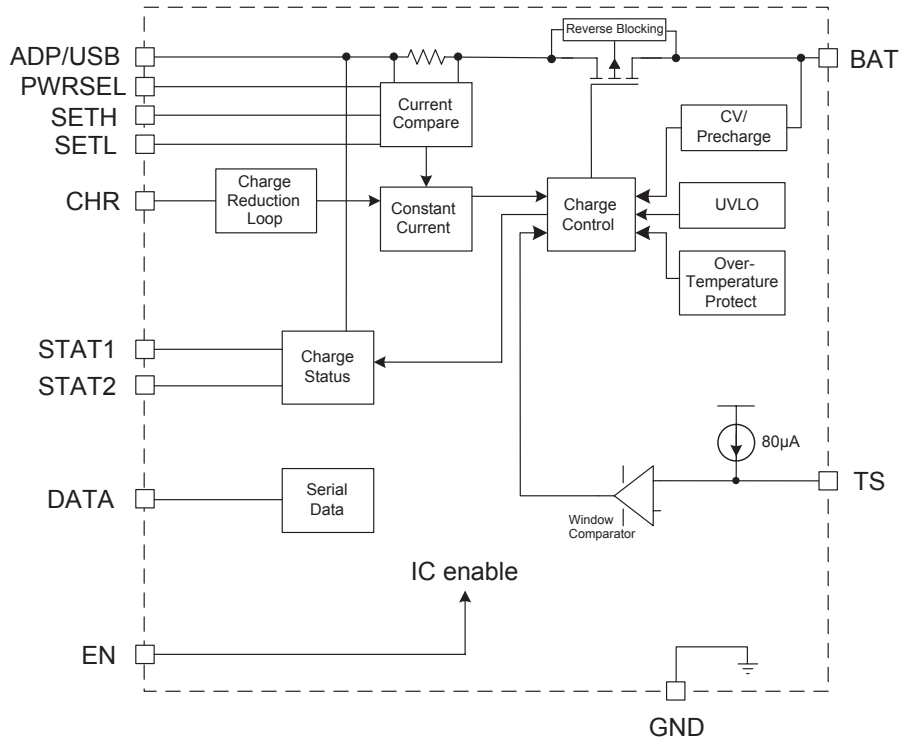 Reverse Blocking
ADP/USB
BAT
PWRSEL
SETH
SETL
Current
Compare
CV/
Precharge
CHR
Charge
Reduction
Loop
Constant
Current
Charge
Control
UVLO
Over-
Temperature
Protect
STAT1
STAT2
Charge
Status
80µA
TS
DATA
Serial
Data
Window
Comparator
IC enable
EN
GND